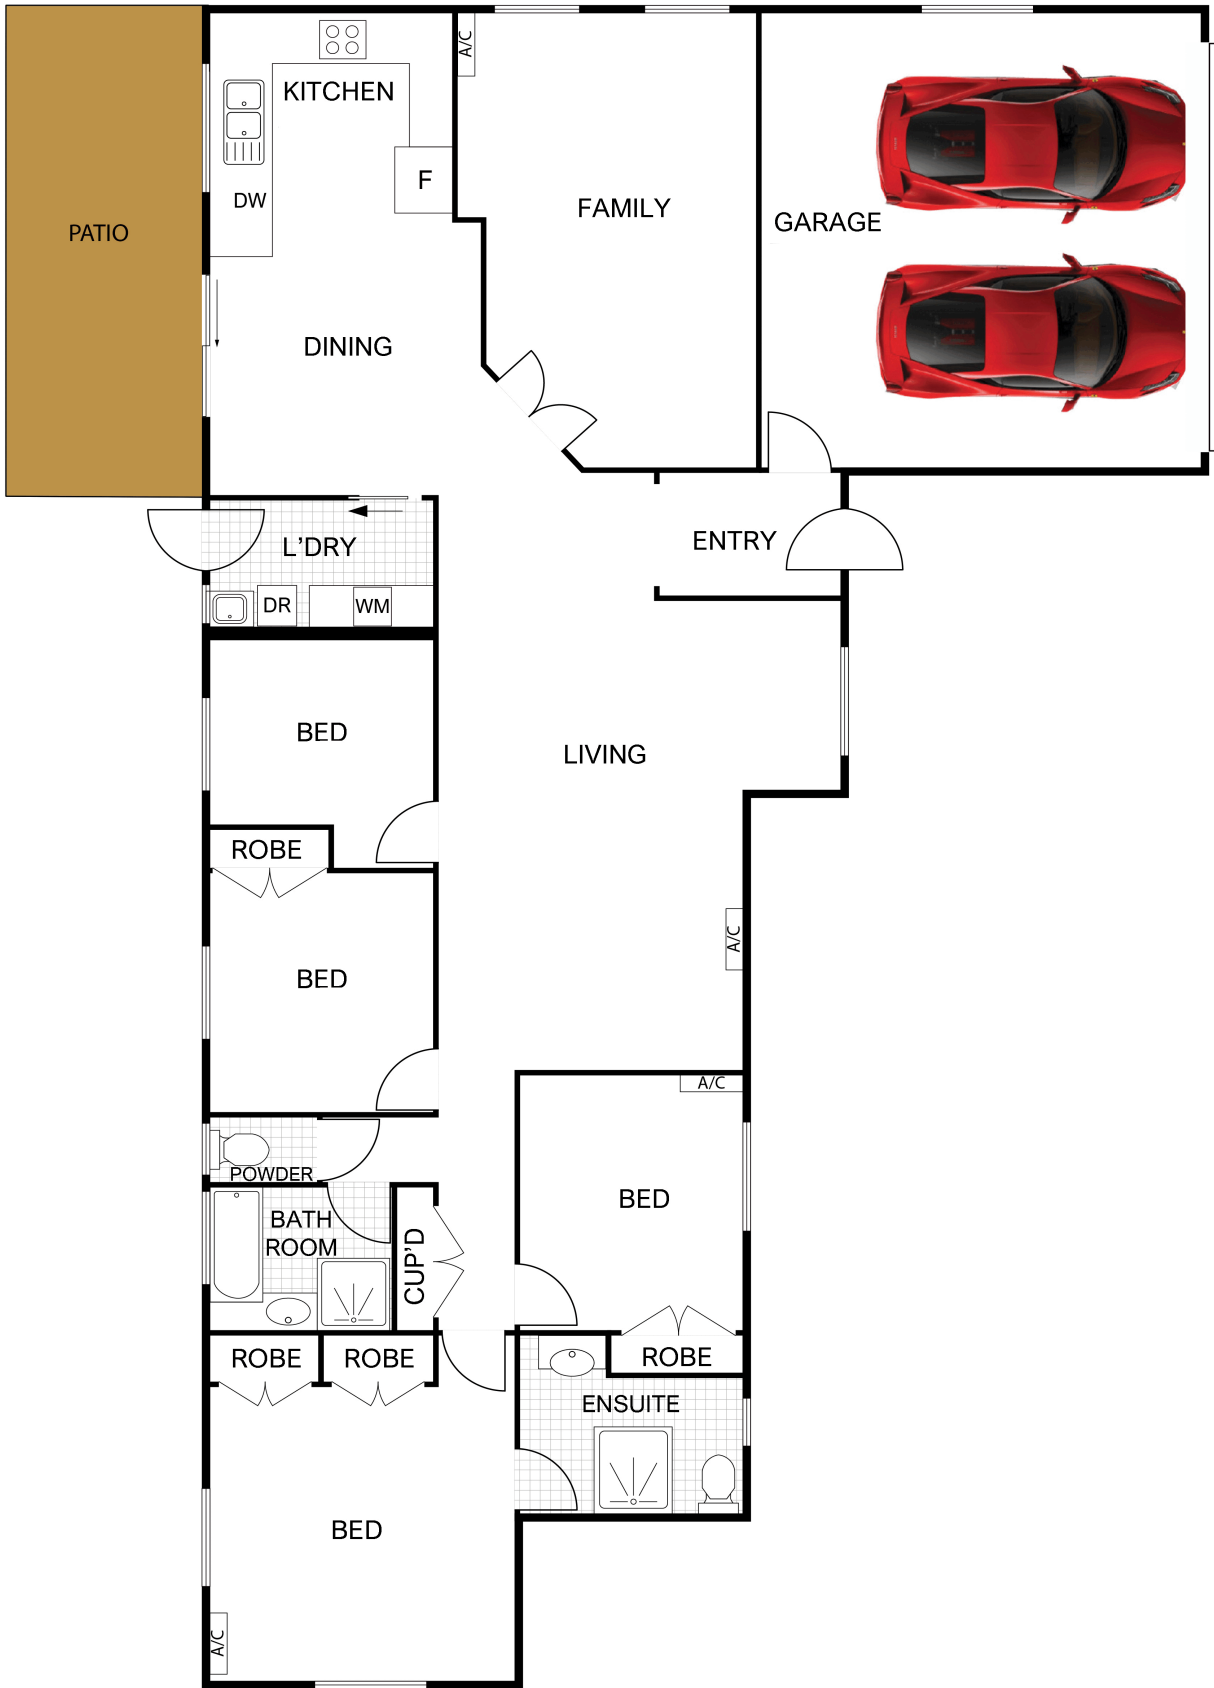 A/C
KITCHEN
F
DW
FAMILY
GARAGE
PATIO
DINING
ENTRY
L'DRY
DR
WM
BED
LIVING
ROBE
A/C
BED
A/C
POWDER
BED
BATH
ROOM
CUP'D
ROBE
ROBE
ROBE
ENSUITE
BED
A/C